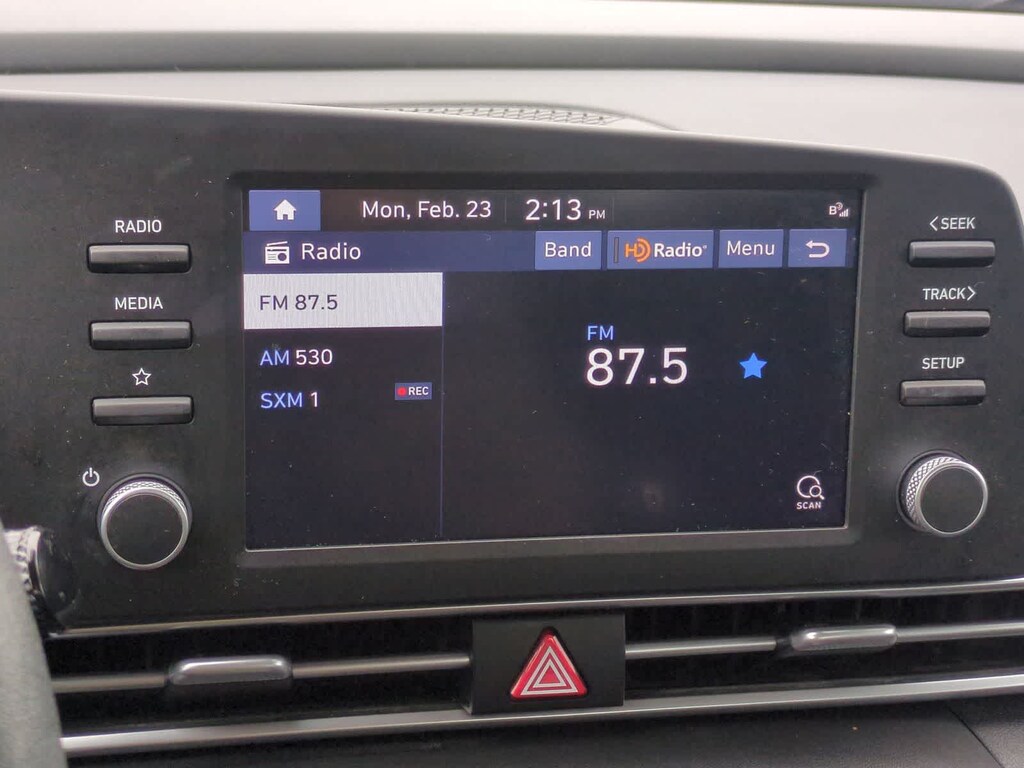 RADIO
MEDIA
Mon, Feb. 23 2:13 PM
B
Radio Band HD Radio Menu
FM 87.5
AM 530
SXM 1 REC
FM
87.5
SCAN
SEEK
TRACK
SETUP